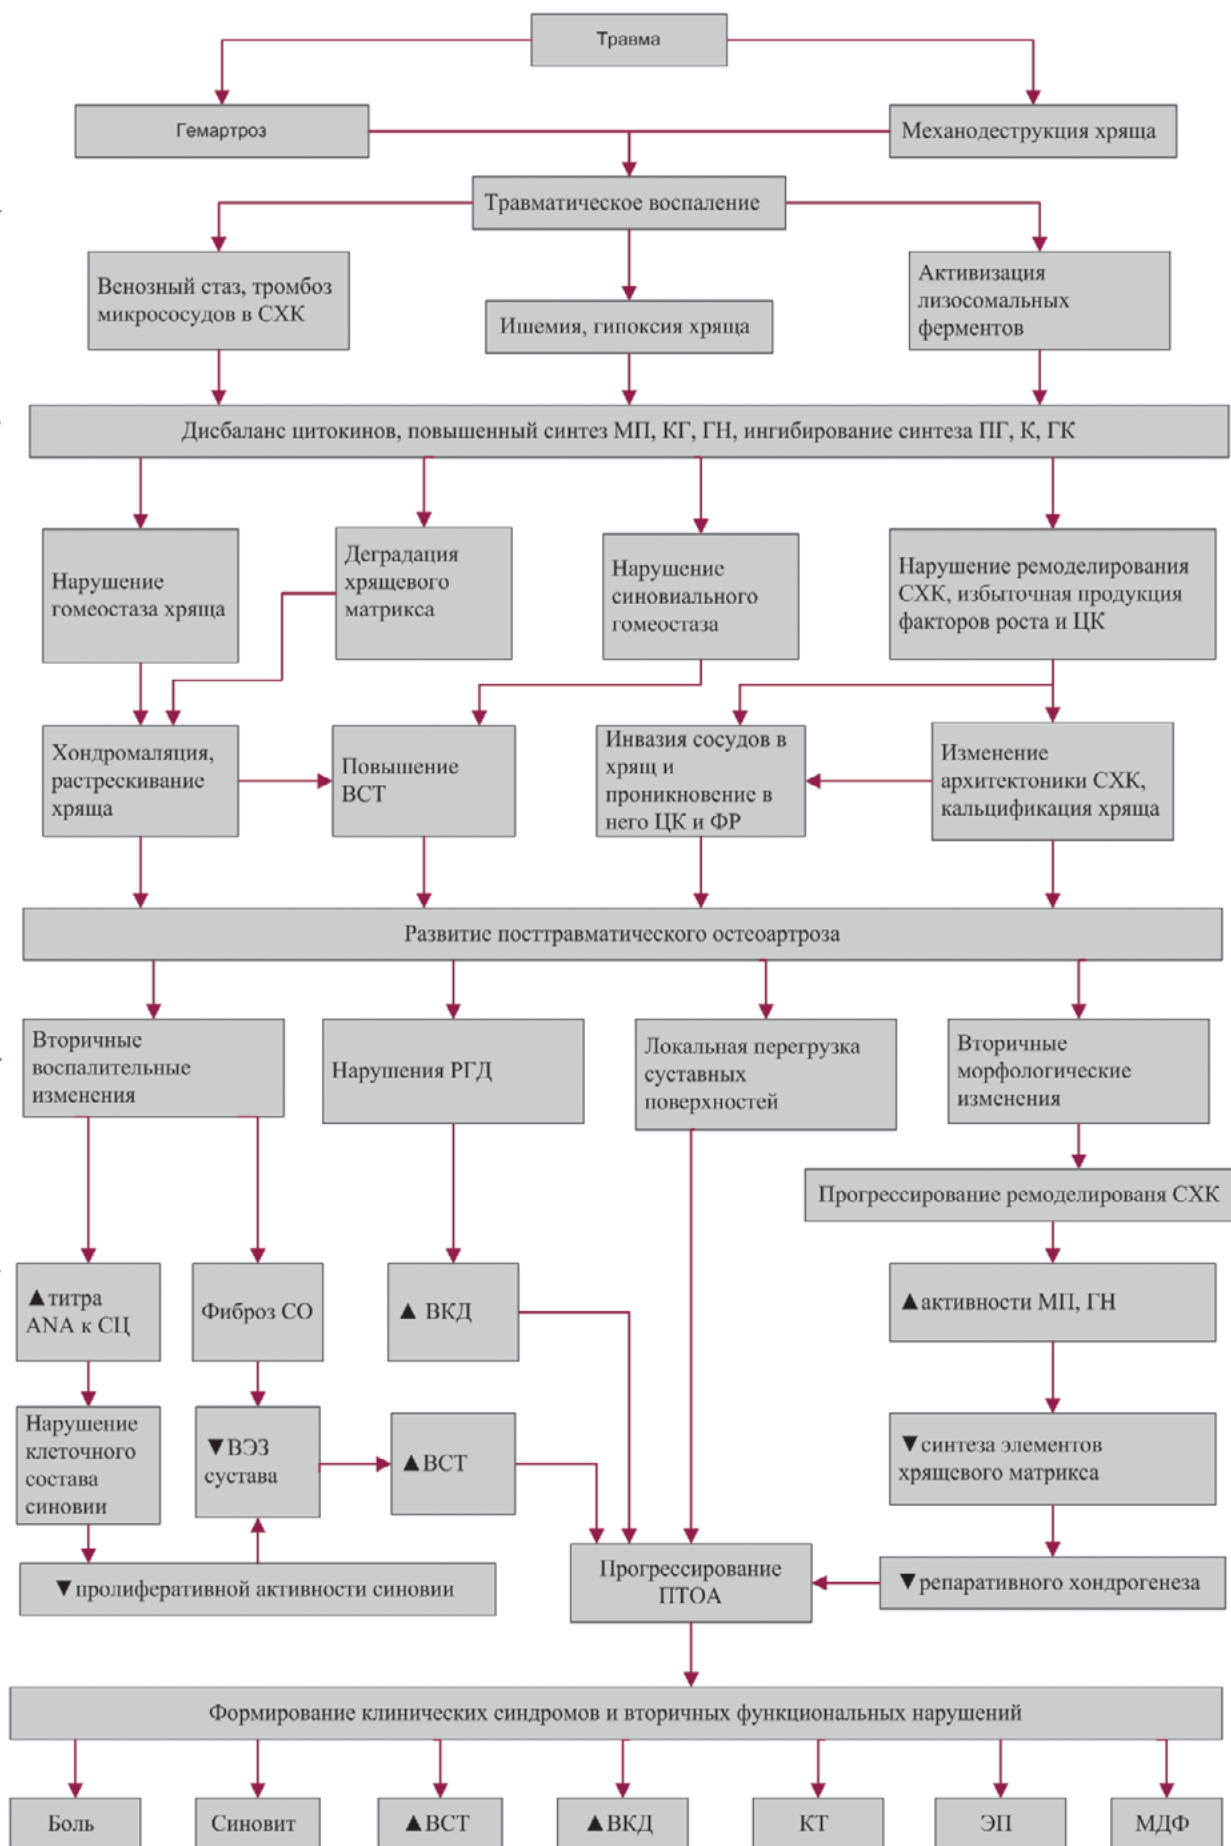 Травма
Гемартроз
Механодеструкция хряща
Травматическое воспаление
Венозный стаз, тромбоз
микрососудов в СХК
Ишемия, гипоксия хряща
Активизация
лизосомальных
ферментов
Дисбаланс цитокинов, повышенный синтез МП, КГ, ГН, ингибирование синтеза ПГ, К, ГК
Нарушение
гомеостаза хряща
Деградация
хрящевого
матрикса
Нарушение
синовиального
гомеостаза
Нарушение ремоделирования
СХК, избыточная продукция
факторов роста и ЦК
Хондромаляция,
растрескивание
хряща
Повышение
ВСТ
Инвазия сосудов в
хрящ и
проникновение в
него ЦК и ФР
Изменение
архитектоники СХК,
кальцификация хряща
Развитие посттравматического остеоартроза
Вторичные
воспалительные
изменения
Нарушения РГД
Локальная перегрузка
суставных
поверхностей
Вторичные
морфологические
изменения
Прогрессирование ремоделированя СХК
▲титра
ANA к СЦ
Фиброз СО
▲ ВКД
▲активности МП, ГН
Нарушение
клеточного
состава
синовии
▼ВЭЗ
сустава
▲ВСТ
▼синтеза элементов
хрящевого матрикса
▼пролиферативной активности синовии
Прогрессирование
ПТОА
▼репаративного хондрогенеза
Формирование клинических синдромов и вторичных функциональных нарушений
Боль
Синовит
▲ВСТ
▲ВКД
КТ
ЭП
МДФ